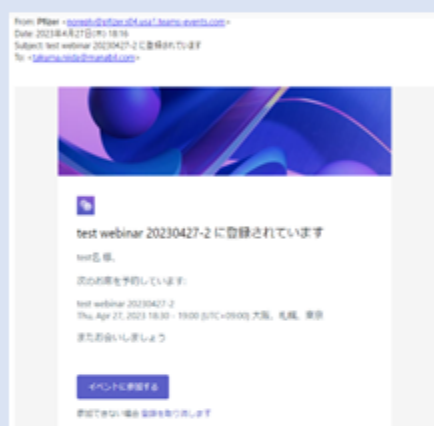 From: Pfizer <noreply@pfizer.s04.usa1.teams-events.com>
Date: 2023年4月27日(木) 18:16
Subject: test webinar 20230427-2 に登録されています
To: <
test webinar 20230427-2 に登録されています
test名 様、
次のお席を予約しています:
test webinar 20230427-2
Thu, Apr 27, 2023 18:30 - 19:00 (UTC+09:00) 大阪、札幌、東京
またお会いしましょう
イベントに参加する
参加できない場合 登録を取り消します